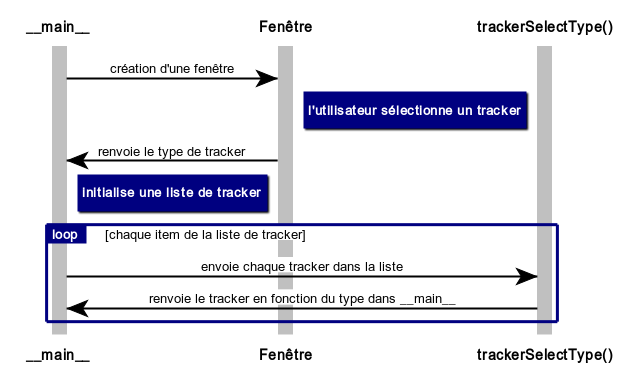 __main__ Fenêtre trackerSelectType()
création d'une fenêtre
l'utilisateur sélectionne un tracker
renvoie le type de tracker
Initialise une liste de tracker
loop [chaque item de la liste de tracker]
envoie chaque tracker dans la liste
renvoie le tracker en fonction du type dans __main__
__main__ Fenêtre trackerSelectType()